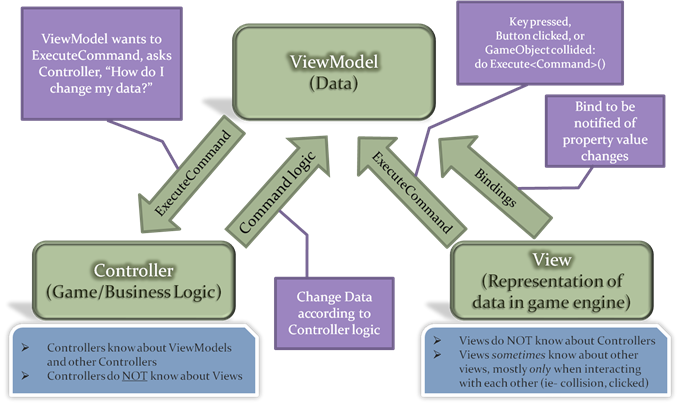 ViewModel wants to
ExecuteCommand, asks
Controller, “How do I
change my data?”
ViewModel
(Data)
Key pressed,
Button clicked, or
GameObject collided:
do Execute<Command>()
Bind to be
notified of
property value
changes
ExecuteCommand
Command logic
ExecuteCommand
Bindings
Controller
(Game/Business Logic)
Change Data
according to
Controller logic
View
(Representation of
data in game engine)
Controllers know about ViewModels
and other Controllers
Controllers do NOT know about Views
Views do NOT know about Controllers
Views sometimes know about other
views, mostly only when interacting
with each other (ie- collision, clicked)